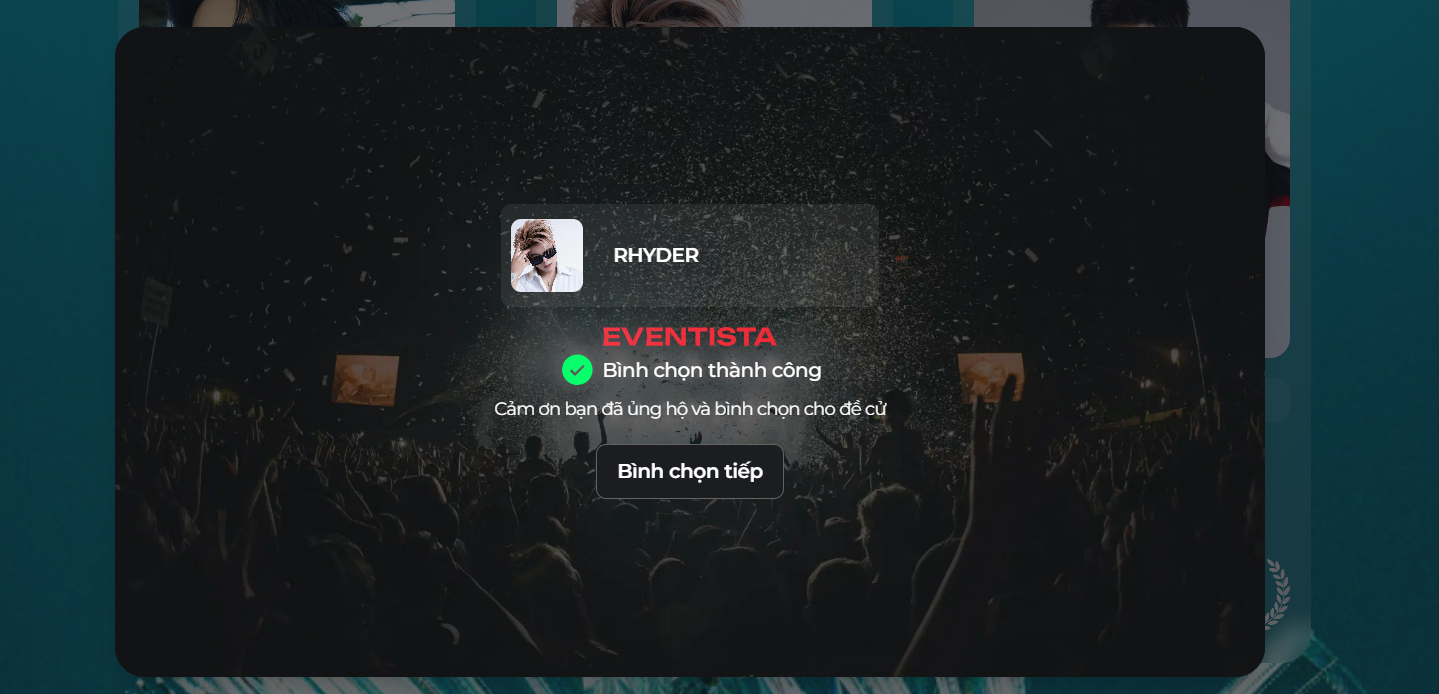 RHYDER
EVENTISTA
Bình chọn thành công
Cảm ơn bạn đã ủng hộ và bình chọn cho đề cử
Bình chọn tiếp